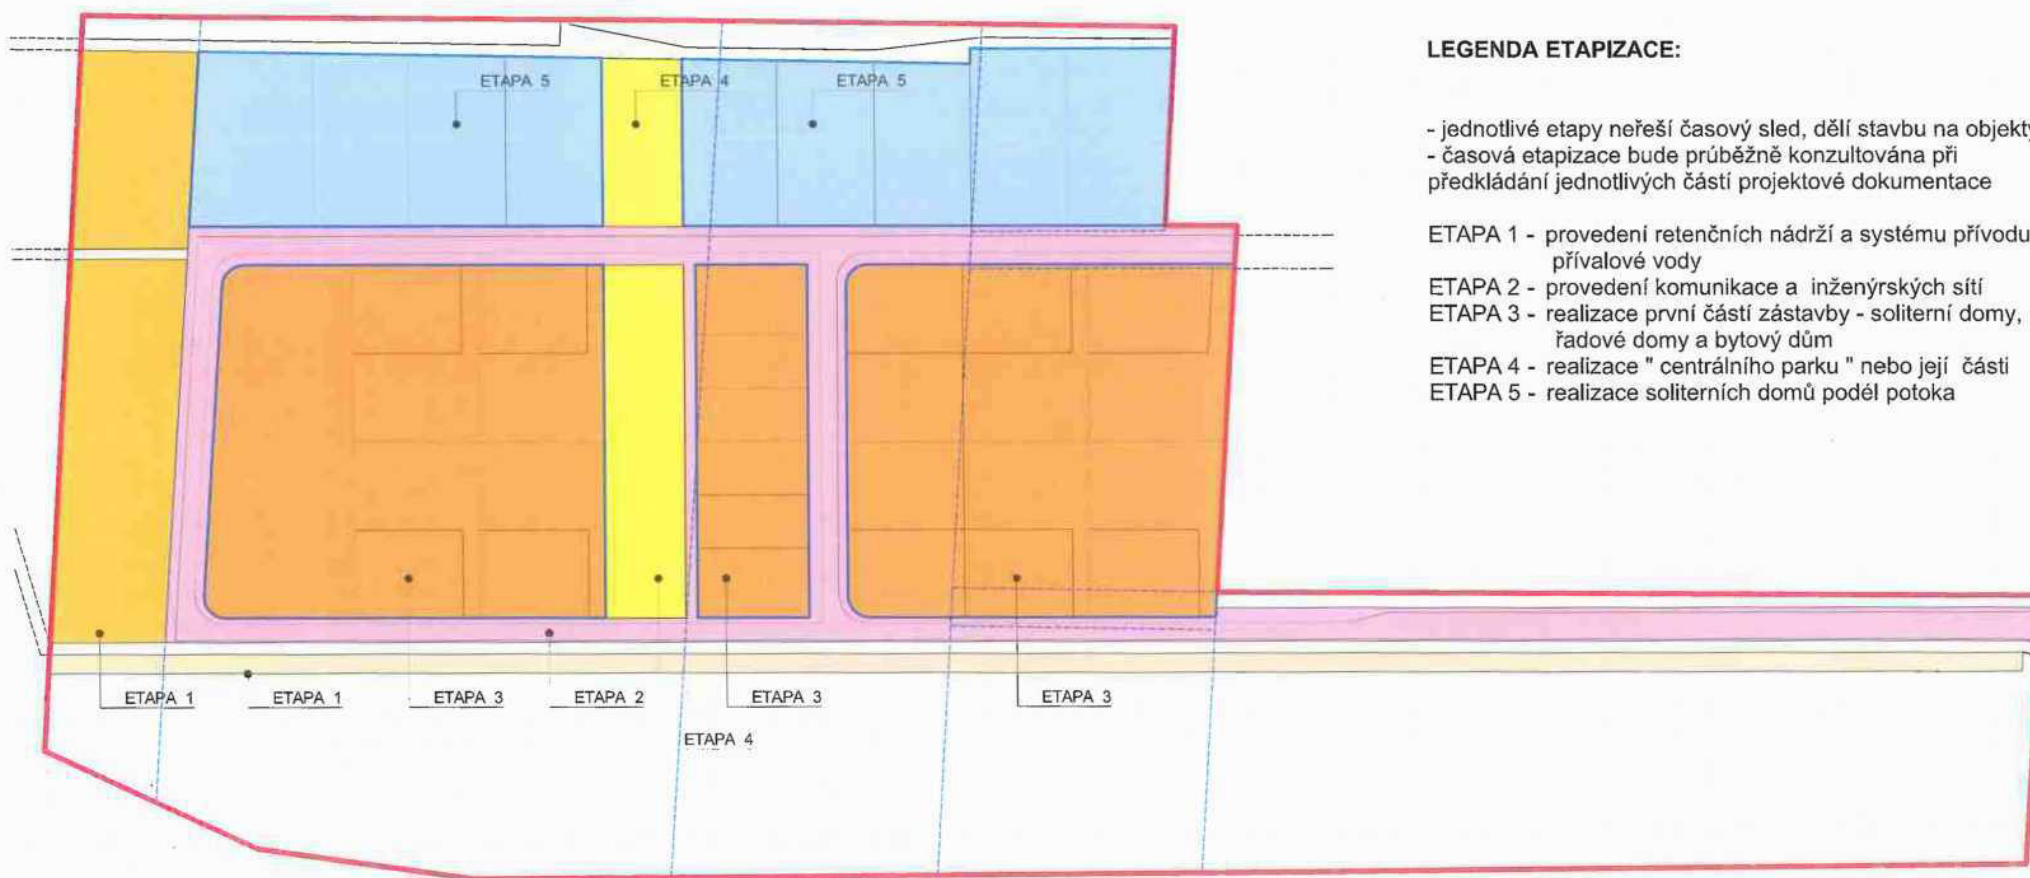 LEGENDA ETAPIZACE:
- jednotlivé etapy neřeší časový sled, dělí stavbu na objekty
- časová etapizace bude průběžně konzultována při
předkládání jednotlivých částí projektové dokumentace
ETAPA 1 - provedení retenčních nádrží a systému přívodu
přívalové vody
ETAPA 2 - provedení komunikace a inženýrských sítí
ETAPA 3 - realizace první částí zástavby - soliterní domy,
řadové domy a bytový dům
ETAPA 4 - realizace " centrálního parku " nebo její části
ETAPA 5 - realizace soliterních domů podél potoka
ETAPA 5
ETAPA 4
ETAPA 5
ETAPA 1
ETAPA 1
ETAPA 3
ETAPA 2
ETAPA 3
ETAPA 3
ETAPA 4